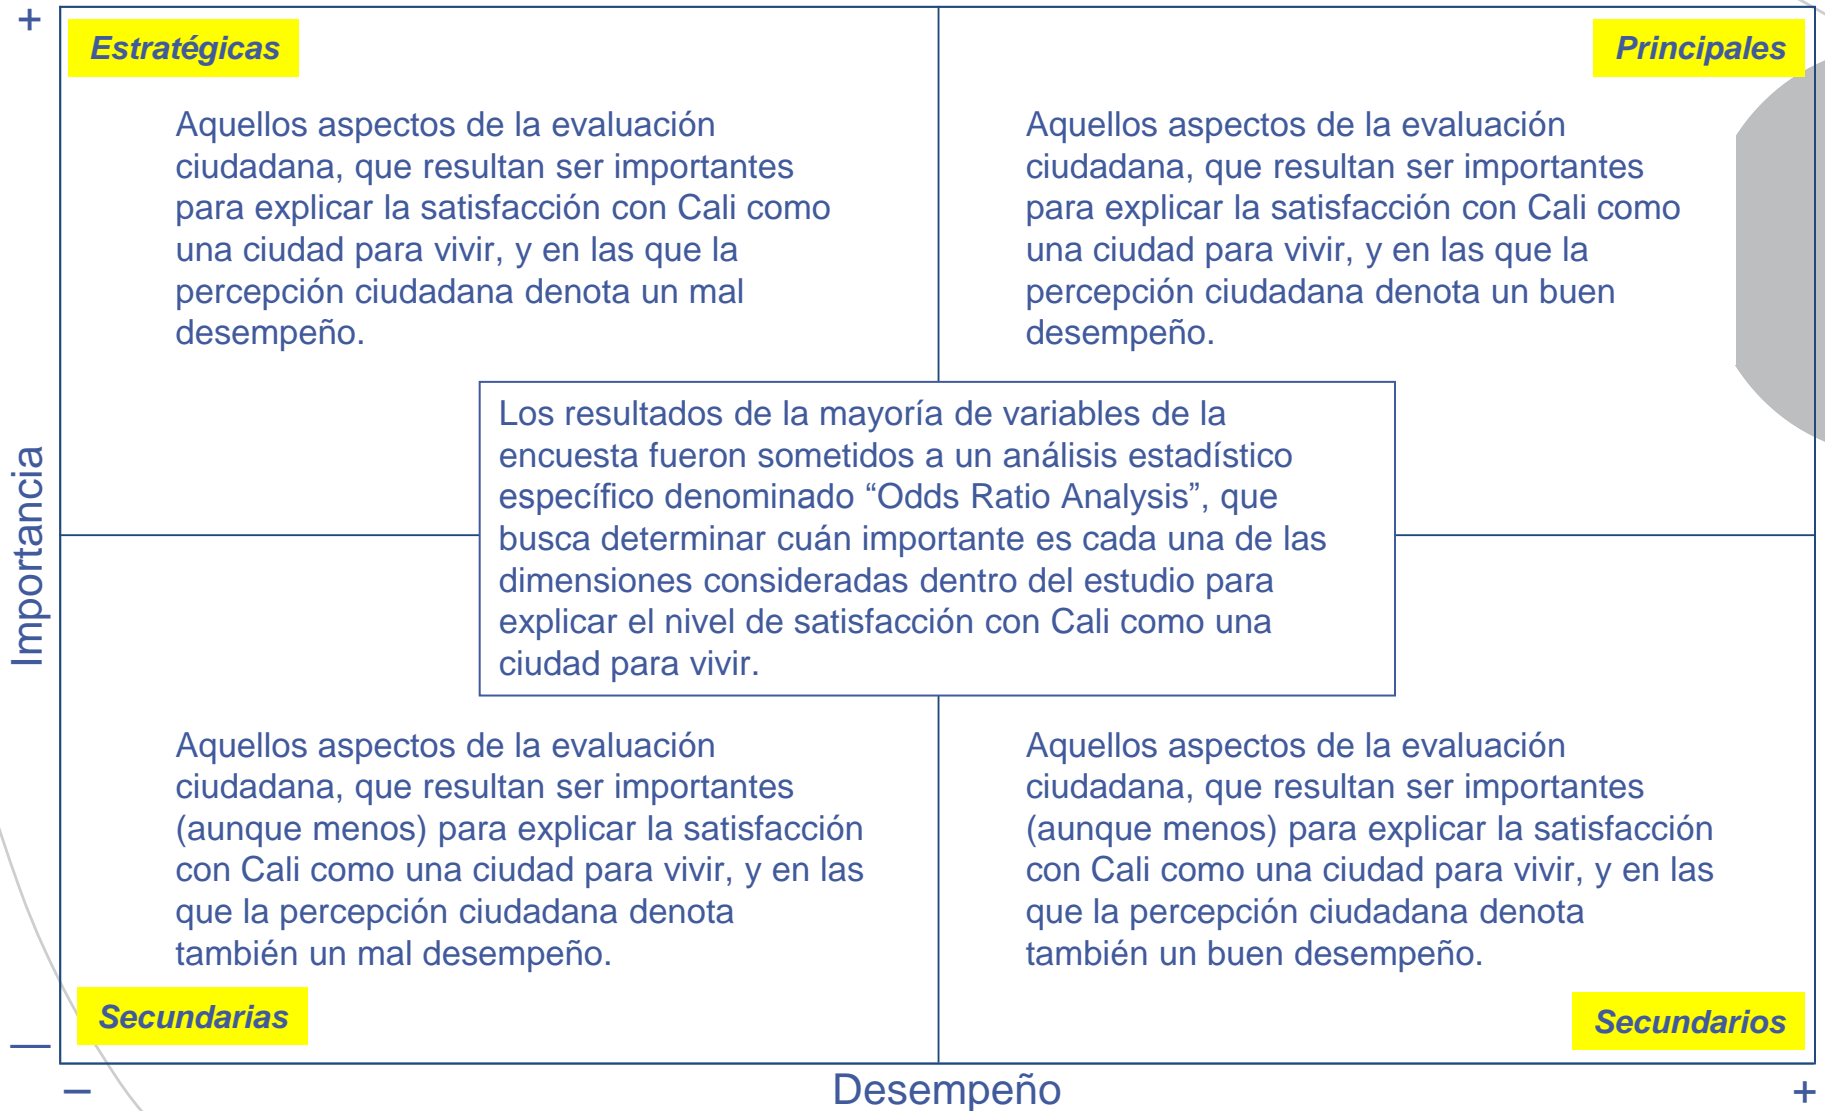 +
Estratégicas
Principales
Aquellos aspectos de la evaluación
ciudadana, que resultan ser importantes
para explicar la satisfacción con Cali como
una ciudad para vivir, y en las que la
percepción ciudadana denota un mal
desempeño.
Aquellos aspectos de la evaluación
ciudadana, que resultan ser importantes
para explicar la satisfacción con Cali como
una ciudad para vivir, y en las que la
percepción ciudadana denota un buen
desempeño.
Importancia
Los resultados de la mayoría de variables de la
encuesta fueron sometidos a un análisis estadístico
específico denominado “Odds Ratio Analysis”, que
busca determinar cuán importante es cada una de las
dimensiones consideradas dentro del estudio para
explicar el nivel de satisfacción con Cali como una
ciudad para vivir.
Aquellos aspectos de la evaluación
ciudadana, que resultan ser importantes
(aunque menos) para explicar la satisfacción
con Cali como una ciudad para vivir, y en las
que la percepción ciudadana denota
también un mal desempeño.
Aquellos aspectos de la evaluación
ciudadana, que resultan ser importantes
(aunque menos) para explicar la satisfacción
con Cali como una ciudad para vivir, y en las
que la percepción ciudadana denota
también un buen desempeño.
Secundarias
Secundarios
—
– Desempeño +